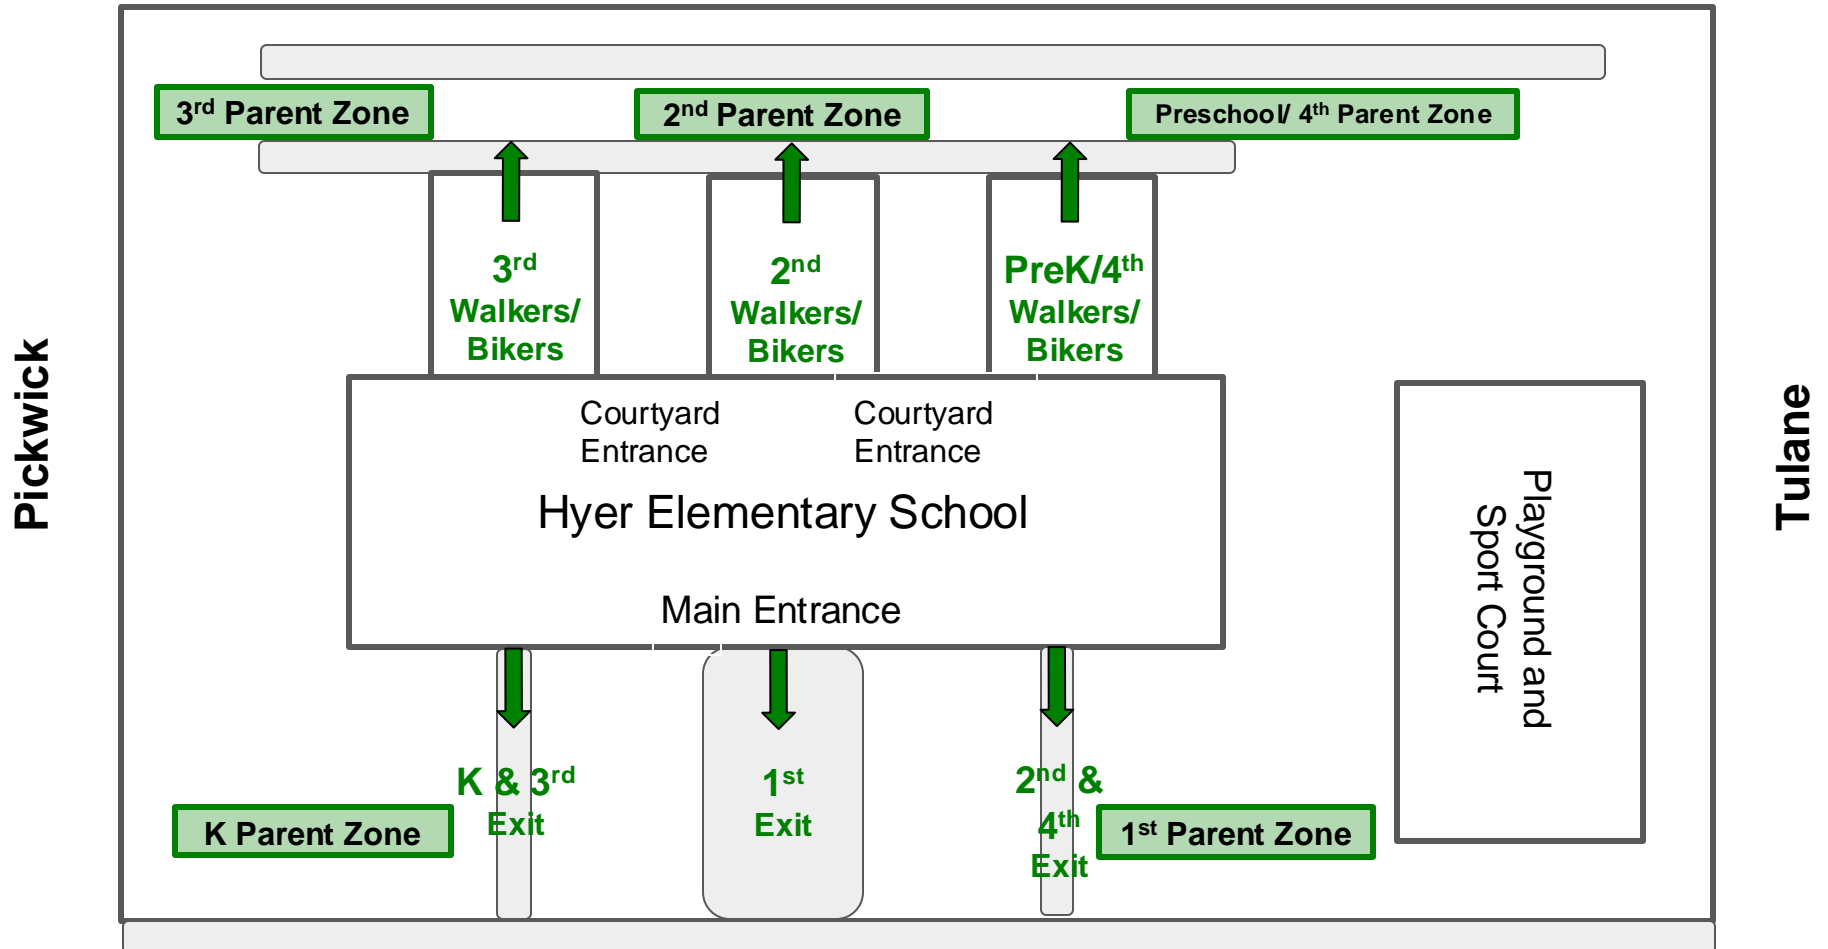 3rd Parent Zone
2nd Parent Zone
Preschool/ 4th Parent Zone
3rd
Walkers/
Bikers
2nd
Walkers/
Bikers
PreK/4th
Walkers/
Bikers
Pickwick
Courtyard
Entrance
Courtyard
Entrance
Hyer Elementary School
Main Entrance
Playground and
Sport Court
Tulane
K & 3rd
Exit
1st
Exit
2nd &
4th
Exit
K Parent Zone
1st Parent Zone